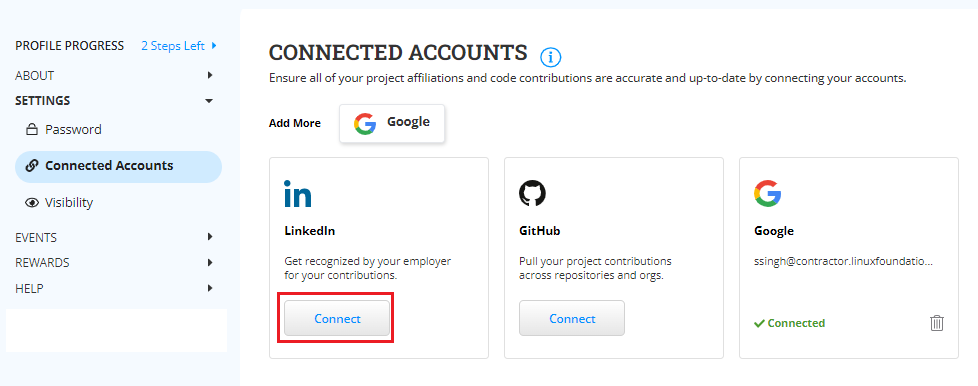 PROFILE PROGRESS 2 Steps Left
ABOUT
SETTINGS
Password
Connected Accounts
Visibility
EVENTS
REWARDS
HELP
CONNECTED ACCOUNTS
Ensure all of your project affiliations and code contributions are accurate and up-to-date by connecting your accounts.
Add More Google
in
LinkedIn
Get recognized by your employer
for your contributions.
Connect
GitHub
Pull your project contributions
across repositories and orgs.
Connect
Google
ssingh@contractor.linuxfoundatio...
Connected